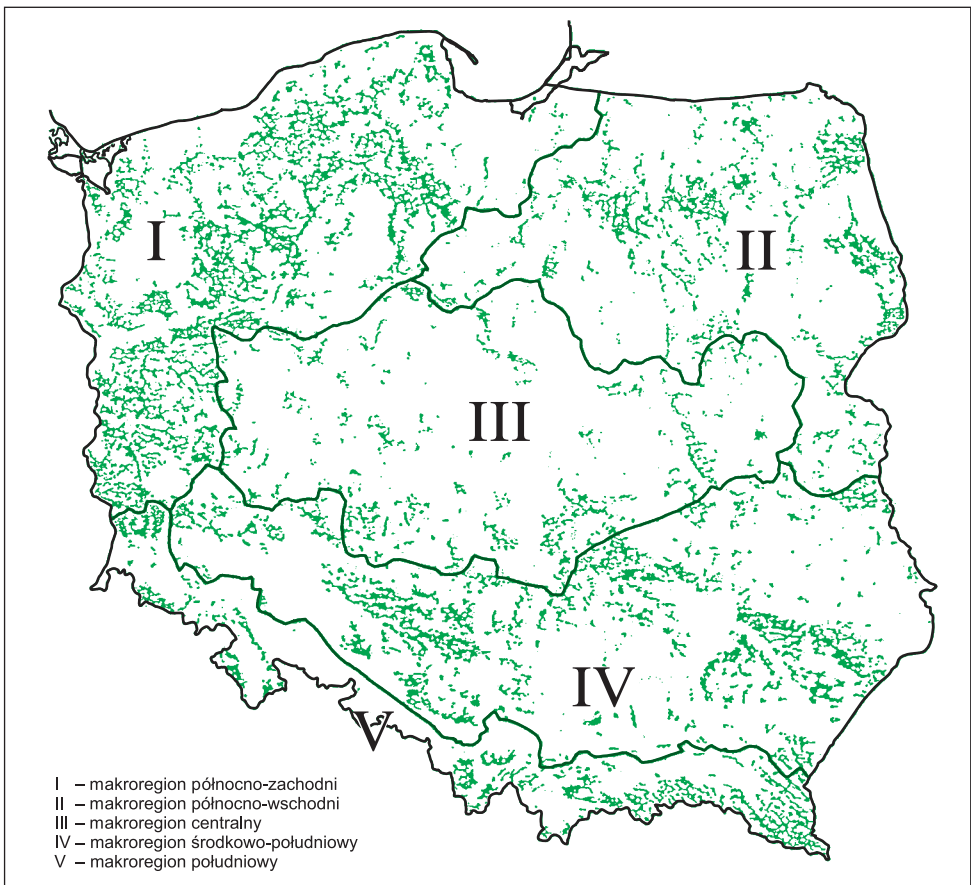 I
II
III
IV
V
I – makroregion północno-zachodni
II – makroregion północno-wschodni
III – makroregion centralny
IV – makroregion środkowo-południowy
V – makroregion południowy